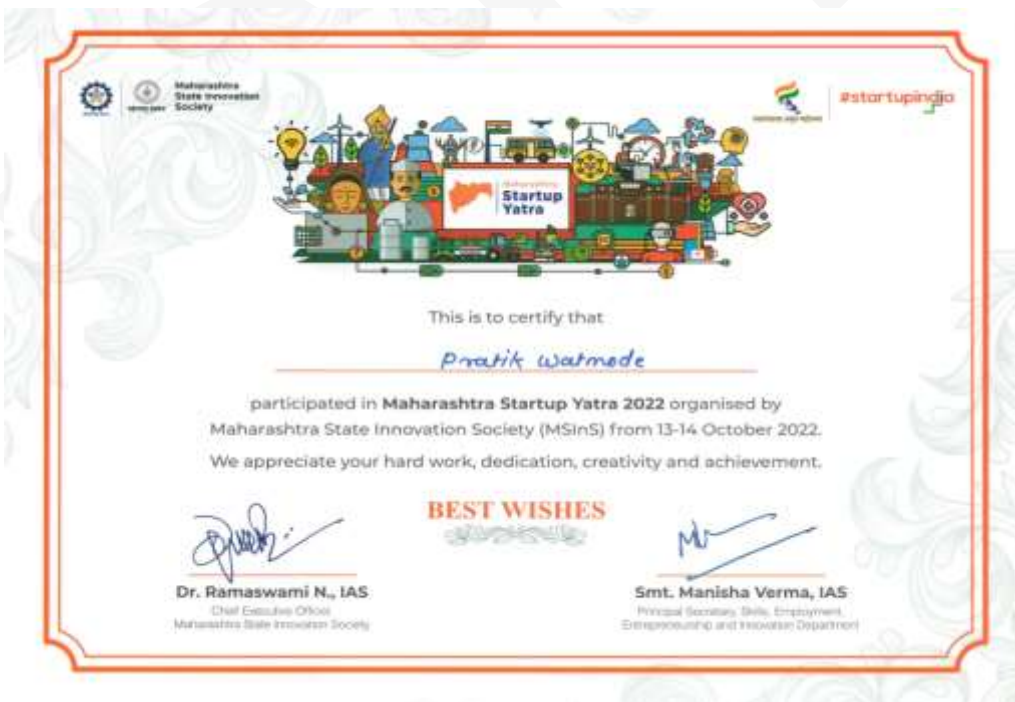 Maharashtra
State Innovation
Society
#startupindia
Maharashtra
Startup
Yatra
This is to certify that
Pratik Watmode
participated in Maharashtra Startup Yatra 2022 organised by
Maharashtra State Innovation Society (MSInS) from 13-14 October 2022.
We appreciate your hard work, dedication, creativity and achievement.
BEST WISHES
Dr. Ramaswami N., IAS
Chief Executive Officer
Maharashtra State Innovation Society
Smt. Manisha Verma, IAS
Principal Secretary, Skills, Employment,
Entrepreneurship and Innovation Department